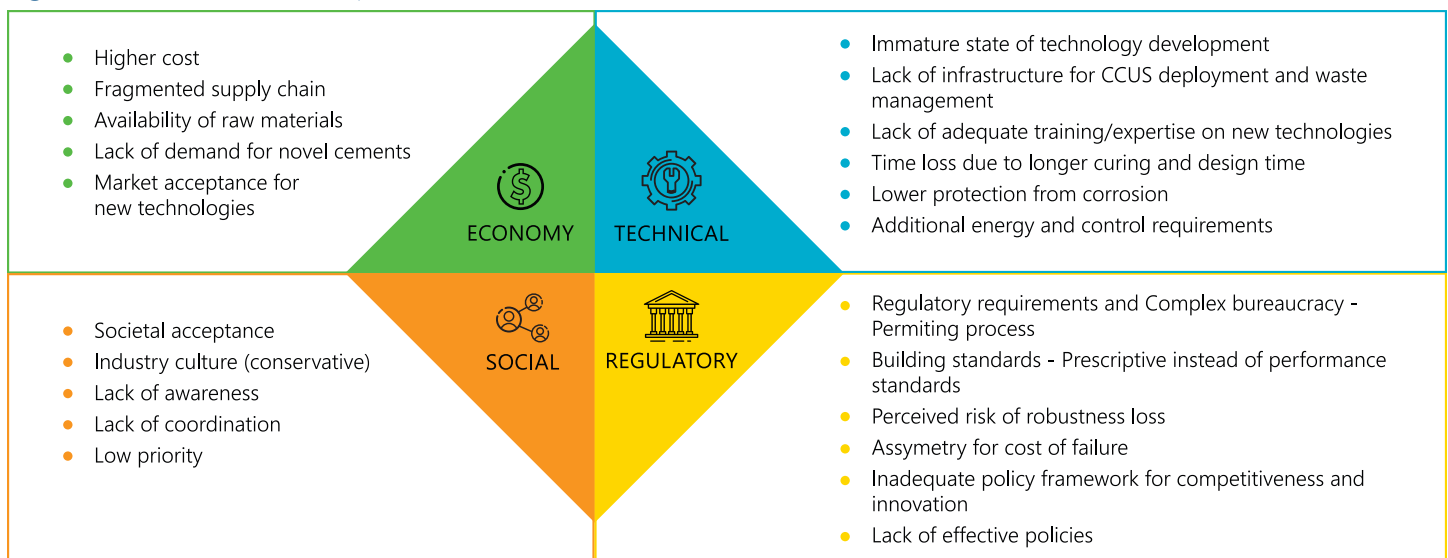 Higher cost
Fragmented supply chain
Availability of raw materials
Lack of demand for novel cements
Market acceptance for
new technologies
ECONOMY
Immature state of technology development
Lack of infrastructure for CCUS deployment and waste
management
Lack of adequate training/expertise on new technologies
Time loss due to longer curing and design time
Lower protection from corrosion
Additional energy and control requirements
TECHNICAL
Societal acceptance
Industry culture (conservative)
Lack of awareness
Lack of coordination
Low priority
SOCIAL
REGULATORY
Regulatory requirements and Complex bureaucracy -
Permiting process
Building standards - Prescriptive instead of performance
standards
Perceived risk of robustness loss
Assymetry for cost of failure
Inadequate policy framework for competitiveness and
innovation
Lack of effective policies